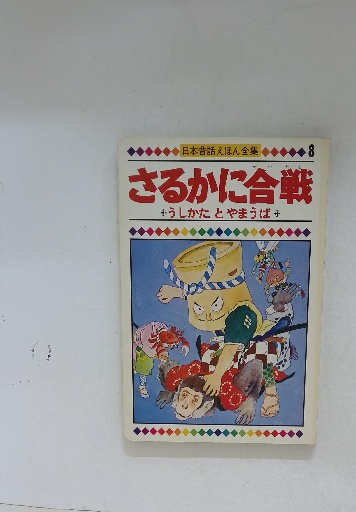 日本昔話えほん全集 8
さるかに合戦
うしかたとやまうば